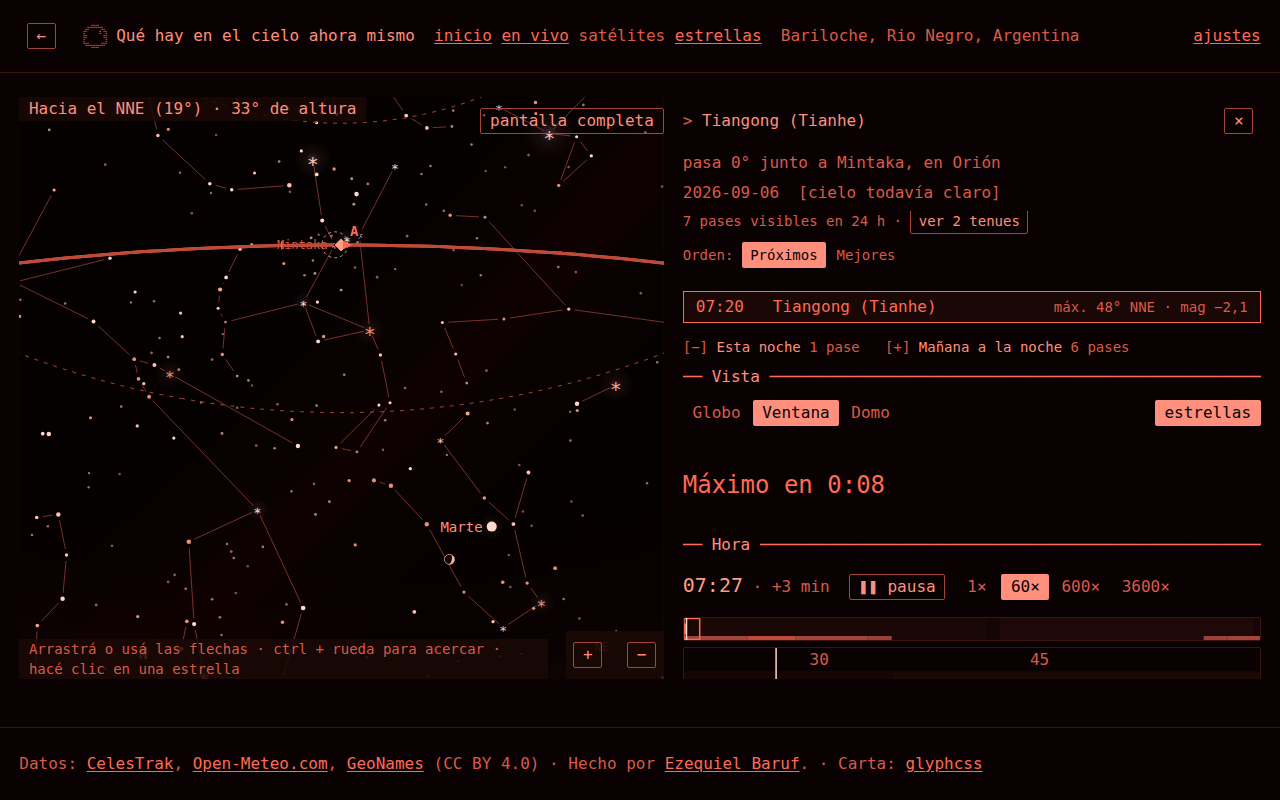 ← Qué hay en el cielo ahora mismo inicio en vivo satélites estrellas Bariloche, Rio Negro, Argentina ajustes
Hacia el NNE (19°) · 33° de altura
pantalla completa
A
Mintaka
Marte
Arrastrá o usá las flechas · ctrl + rueda para acercar ·
hacé clic en una estrella
+ −
> Tiangong (Tianhe) ×
pasa 0° junto a Mintaka, en Orión
2026-09-06 [cielo todavía claro]
7 pases visibles en 24 h · ver 2 tenues
Orden: Próximos Mejores
07:20 Tiangong (Tianhe) máx. 48° NNE · mag −2,1
[−] Esta noche 1 pase [+] Mañana a la noche 6 pases
Vista
Globo Ventana Domo estrellas
Máximo en 0:08
Hora
07:27 · +3 min ❚❚ pausa 1× 60× 600× 3600×
30 45
Datos: CelesTrak, Open-Meteo.com, GeoNames (CC BY 4.0) · Hecho por Ezequiel Baruf. · Carta: glyphcss